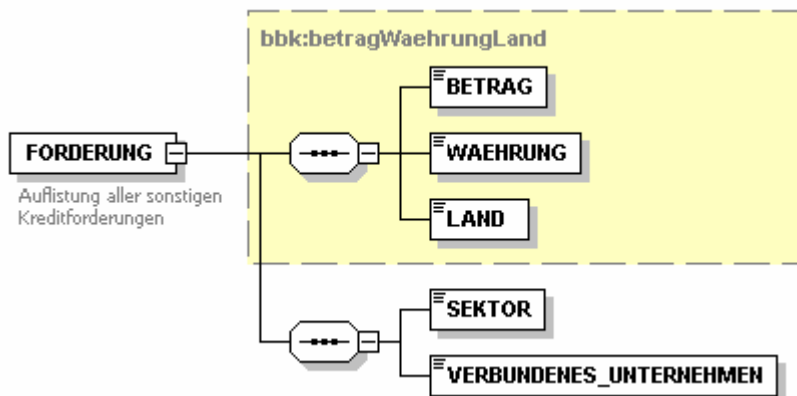 bbk:betragWaehrungLand
BETRAG
FORDERUNG
WAEHRUNG
Auflistung aller sonstigen
Kreditforderungen
LAND
SEKTOR
VERBUNDENES_UNTERNEHMEN